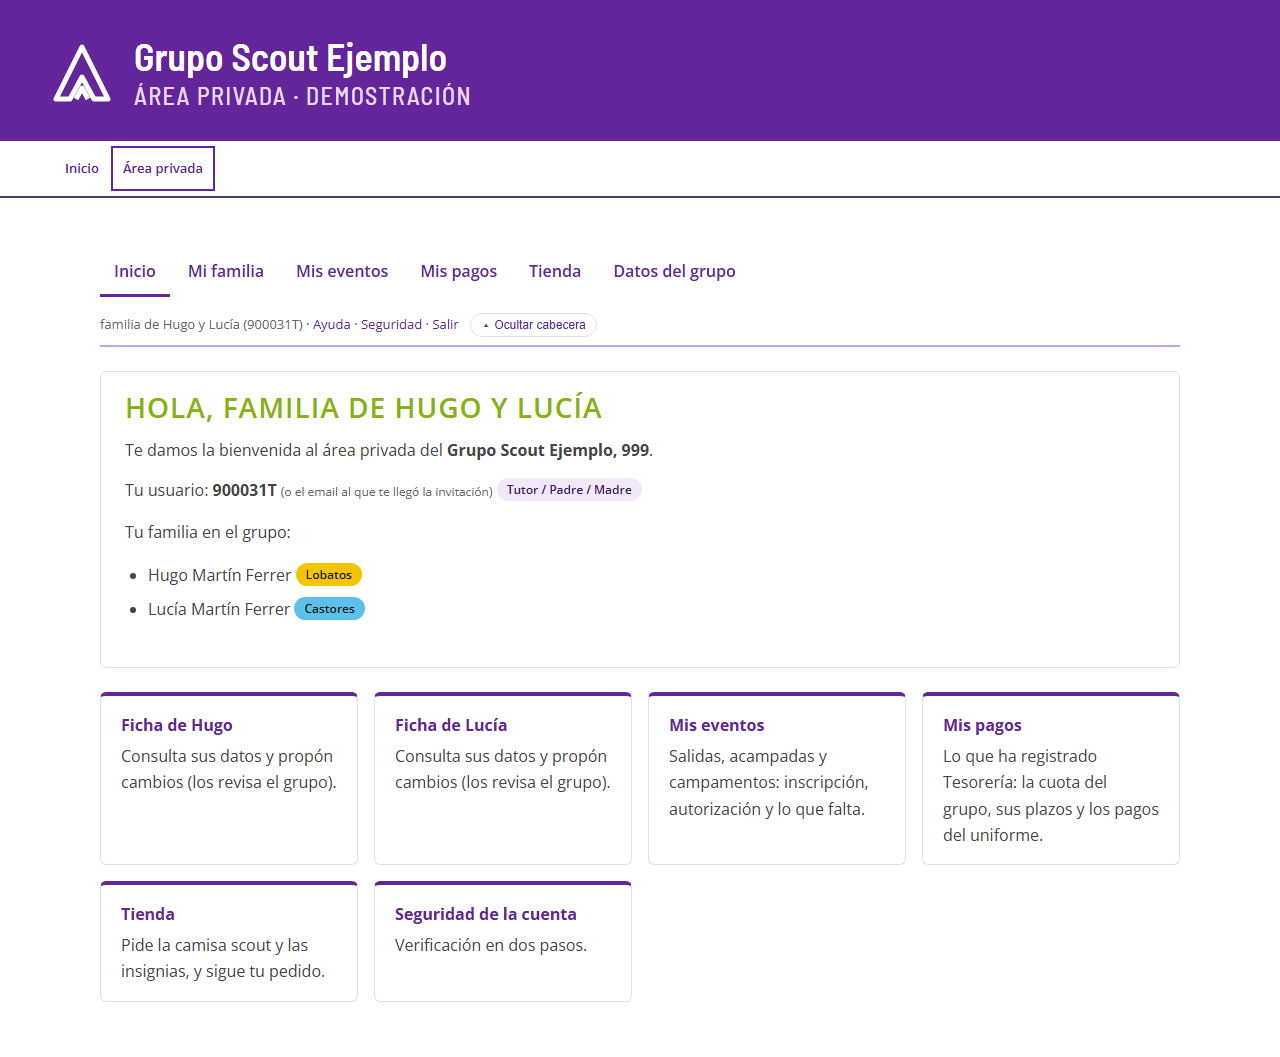 Grupo Scout Ejemplo
ÁREA PRIVADA · DEMOSTRACIÓN
Inicio Área privada
Inicio Mi familia Mis eventos Mis pagos Tienda Datos del grupo
familia de Hugo y Lucía (900031T) · Ayuda · Seguridad · Salir ▲ Ocultar cabecera
HOLA, FAMILIA DE HUGO Y LUCÍA
Te damos la bienvenida al área privada del Grupo Scout Ejemplo, 999.
Tu usuario: 900031T (o el email al que te llegó la invitación) Tutor / Padre / Madre
Tu familia en el grupo:
• Hugo Martín Ferrer Lobatos
• Lucía Martín Ferrer Castores
Ficha de Hugo
Consulta sus datos y propón
cambios (los revisa el grupo).
Ficha de Lucía
Consulta sus datos y propón
cambios (los revisa el grupo).
Mis eventos
Salidas, acampadas y
campamentos: inscripción,
autorización y lo que falta.
Mis pagos
Lo que ha registrado
Tesorería: la cuota del
grupo, sus plazos y los pagos
del uniforme.
Tienda
Pide la camisa scout y las
insignias, y sigue tu pedido.
Seguridad de la cuenta
Verificación en dos pasos.